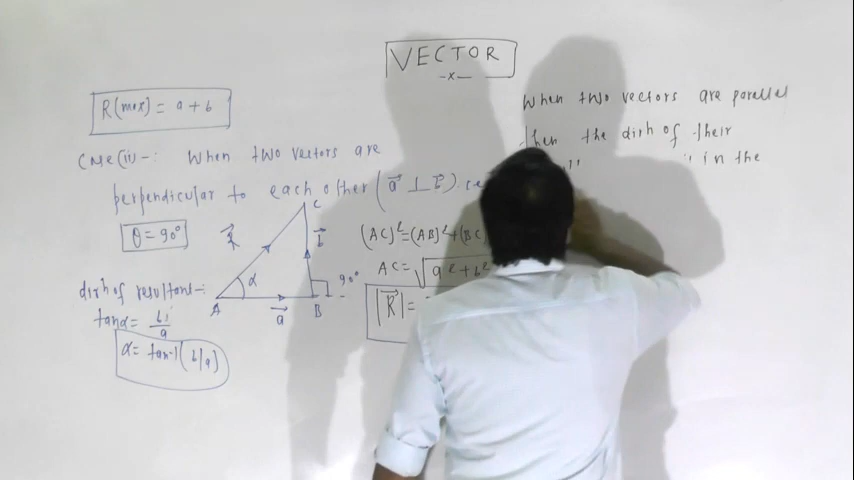 VECTOR
-x-
R(max) = a + b
case(ii)-: When two vectors are
perpendicular to each other (a⃗ ⊥ b⃗)
θ = 90°
R⃗
C
b⃗
α
90°
A
a⃗
B
dirn of resultant-:
tanα = b/a
α = tan-1 (b/a)
(AC)² = (AB)² + (BC)
AC = √a² + b²
|R⃗| =
When two vectors are parallel
then the dirn of their
in the